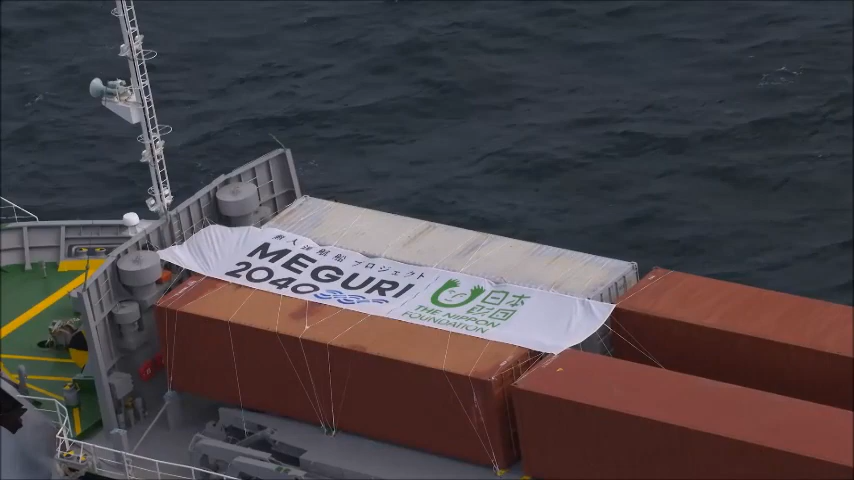 無人運航船 プロジェクト
MEGURI
2040
日本
財団
THE NIPPON
FOUNDATION